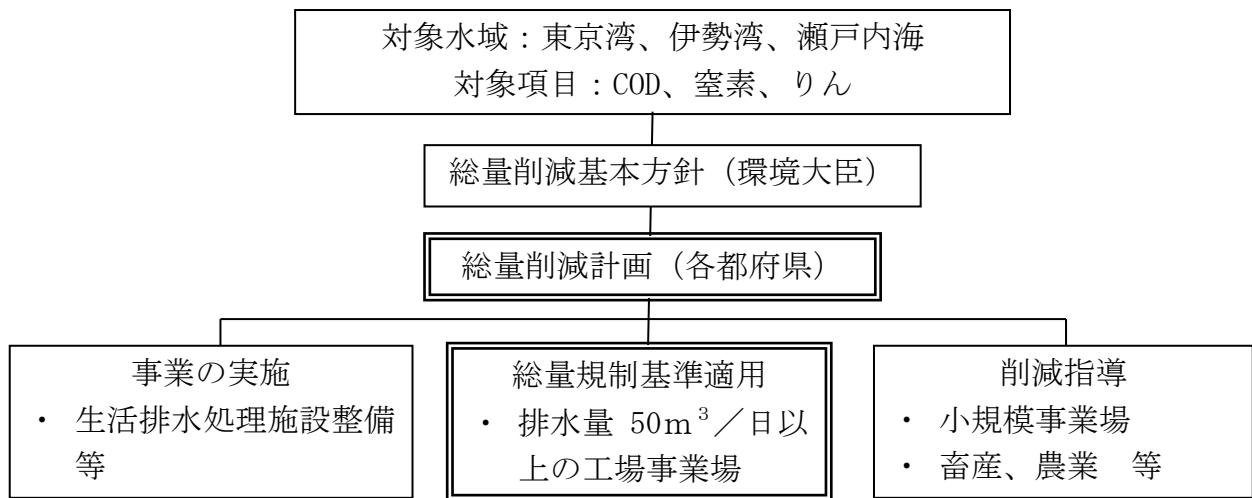 対象水域：東京湾、伊勢湾、瀬戸内海
対象項目：COD、窒素、りん
総量削減基本方針（環境大臣）
総量削減計画（各都府県）
事業の実施
・ 生活排水処理施設整備
等
総量規制基準適用
・ 排水量 50ｍ³／日以
上の工場事業場
削減指導
・ 小規模事業場
・ 畜産、農業　等